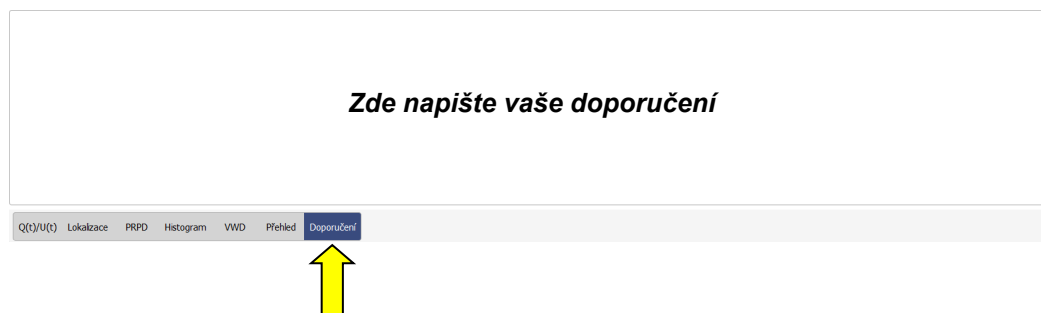 Zde napište vaše doporučení
Q(t)/U(t) Lokalizace PRPD Histogram VWD Přehled Doporučení